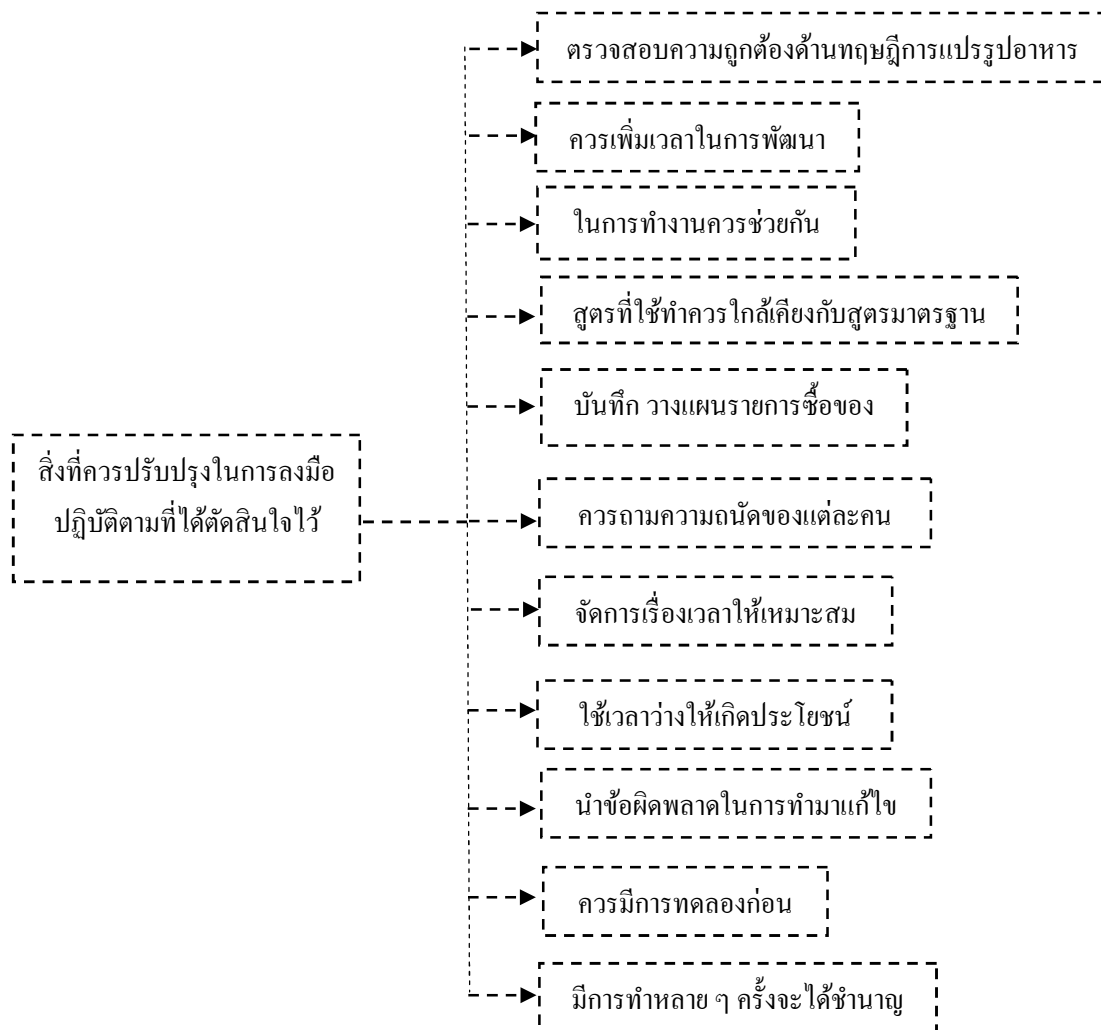 ตรวจสอบความถูกต้องด้านทฤษฎีการแปรรูปอาหาร
ควรเพิ่มเวลาในการพัฒนา
ในการทำงานควรช่วยกัน
สูตรที่ใช้ทำควรใกล้เคียงกับสูตรมาตรฐาน
บันทึก วางแผนรายการซื้อของ
สิ่งที่ควรปรับปรุงในการลงมือ
ปฏิบัติตามที่ได้ตัดสินใจไว้
ควรถามความถนัดของแต่ละคน
จัดการเรื่องเวลาให้เหมาะสม
ใช้เวลาว่างให้เกิดประโยชน์
นำข้อผิดพลาดในการทำมาแก้ไข
ควรมีการทดลองก่อน
มีการทำหลาย ๆ ครั้งจะได้ชำนาญ